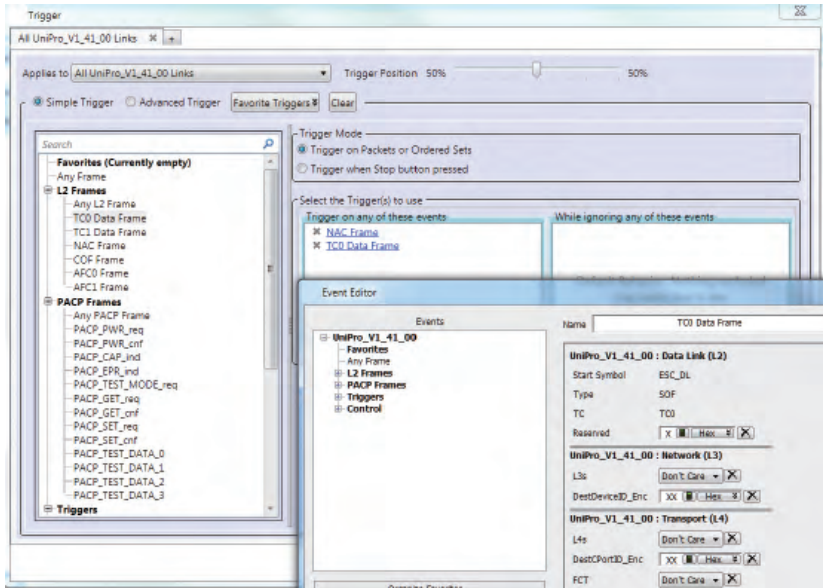 Trigger
All UniPro_V1_41_00 Links
Applies to All UniPro_V1_41_00 Links Trigger Position 50% 50%
Simple Trigger Advanced Trigger Favorite Triggers Clear
Search
Favorites (Currently empty)
Any Frame
L2 Frames
Any L2 Frame
TC0 Data Frame
TC1 Data Frame
NAC Frame
COF Frame
AFC0 Frame
AFC1 Frame
PACP Frames
Any PACP Frame
PACP_PWR_req
PACP_PWR_cnf
PACP_CAP_ind
PACP_EPR_ind
PACP_TEST_MODE_req
PACP_GET_req
PACP_GET_cnf
PACP_SET_req
PACP_SET_cnf
PACP_TEST_DATA_0
PACP_TEST_DATA_1
PACP_TEST_DATA_2
PACP_TEST_DATA_3
Triggers
Trigger Mode
Trigger on Packets or Ordered Sets
Trigger when Stop button pressed
Select the Trigger(s) to use
Trigger on any of these events
NAC Frame
TC0 Data Frame
While ignoring any of these events
Event Editor
Events
UniPro_V1_41_00
Favorites
Any Frame
L2 Frames
PACP Frames
Triggers
Control
Name TC0 Data Frame
UniPro_V1_41_00 : Data Link (L2)
Start Symbol ESC_DL
Type SOF
TC TC0
Reserved X Hex X
UniPro_V1_41_00 : Network (L3)
L3s Don't Care X
DestDeviceID_Enc XX Hex X
UniPro_V1_41_00 : Transport (L4)
L4s Don't Care X
DestCPortID_Enc XX Hex X
FCT Don't Care X